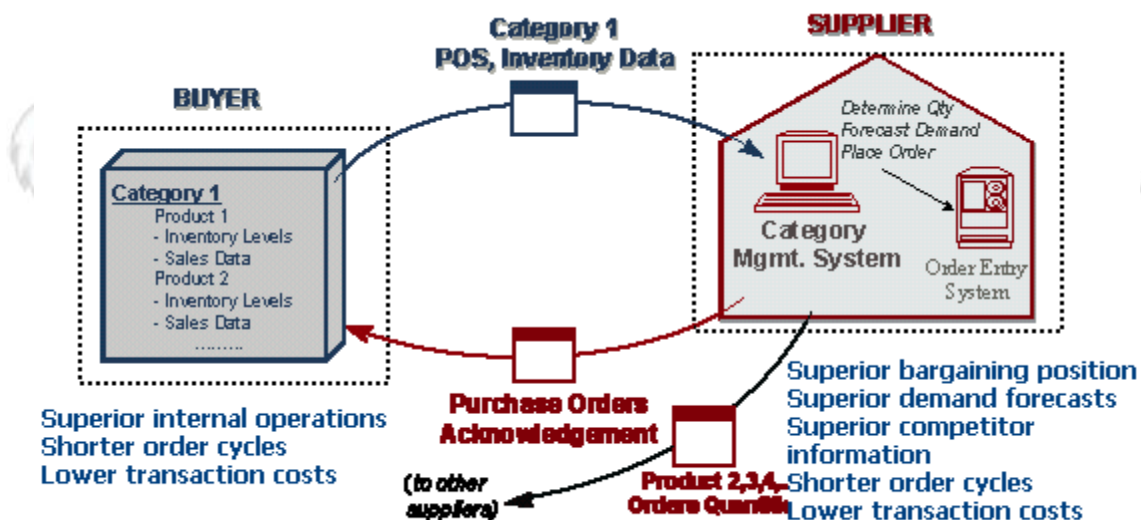 Category 1
POS, Inventory Data
SUPPLIER
BUYER
Determine Qty
Forecast Demand
Place Order
Category 1
Product 1
- Inventory Levels
- Sales Data
Product 2
- Inventory Levels
- Sales Data
.........
Category
Mgmt. System
Order Entry
System
Purchase Orders
Acknowledgement
Superior internal operations
Shorter order cycles
Lower transaction costs
Superior bargaining position
Superior demand forecasts
Superior competitor
information
Shorter order cycles
Lower transaction costs
(to other
suppliers)
Product 2,3,4,..
Orders